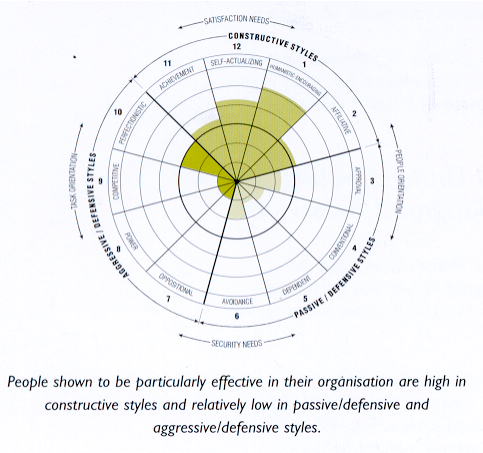 SATISFACTION NEEDS
CONSTRUCTIVE STYLES
12
11
1
SELF-ACTUALIZING
ACHIEVEMENT
HUMANISTIC-ENCOURAGING
10
2
PERFECTIONISTIC
AFFILIATIVE
TASK ORIENTATION
PEOPLE ORIENTATION
9
COMPETITIVE
APPROVAL
3
AGGRESSIVE / DEFENSIVE STYLES
8
POWER
CONVENTIONAL
4
OPPOSITIONAL
DEPENDENT
AVOIDANCE
7
6
5
PASSIVE / DEFENSIVE STYLES
SECURITY NEEDS
People shown to be particularly effective in their organisation are high in
constructive styles and relatively low in passive/defensive and
aggressive/defensive styles.